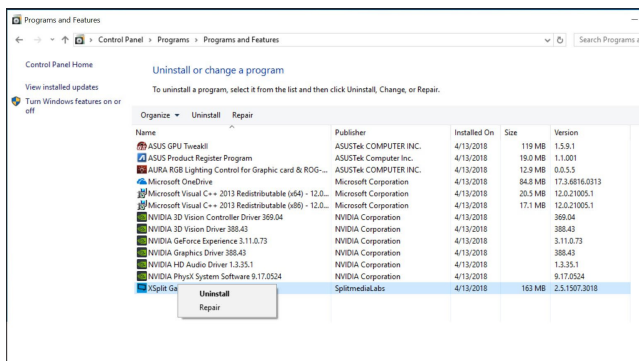 Programs and Features
Control Panel > Programs > Programs and Features
Search Programs a
Control Panel Home
View installed updates
Turn Windows features on or off
Uninstall or change a program
To uninstall a program, select it from the list and then click Uninstall, Change, or Repair.
Organize Uninstall Repair
Name Publisher Installed On Size Version
ASUS GPU TweakII ASUSTek COMPUTER INC. 4/13/2018 119 MB 1.5.9.1
ASUS Product Register Program ASUSTek Computer Inc. 4/13/2018 19.0 MB 1.1.001
AURA RGB Lighting Control for Graphic card & ROG-... ASUSTek COMPUTER INC. 4/13/2018 12.9 MB 0.0.5.5
Microsoft OneDrive Microsoft Corporation 4/13/2018 84.8 MB 17.3.6816.0313
Microsoft Visual C++ 2013 Redistributable (x64) - 12.0... Microsoft Corporation 4/13/2018 20.5 MB 12.0.21005.1
Microsoft Visual C++ 2013 Redistributable (x86) - 12.0... Microsoft Corporation 4/13/2018 17.1 MB 12.0.21005.1
NVIDIA 3D Vision Controller Driver 369.04 NVIDIA Corporation 4/13/2018 369.04
NVIDIA 3D Vision Driver 388.43 NVIDIA Corporation 4/13/2018 388.43
NVIDIA GeForce Experience 3.11.0.73 NVIDIA Corporation 4/13/2018 3.11.0.73
NVIDIA Graphics Driver 388.43 NVIDIA Corporation 4/13/2018 388.43
NVIDIA HD Audio Driver 1.3.35.1 NVIDIA Corporation 4/13/2018 1.3.35.1
NVIDIA PhysX System Software 9.17.0524 NVIDIA Corporation 4/13/2018 9.17.0524
XSplit Ga SplitmediaLabs 4/13/2018 163 MB 2.5.1507.3018
Uninstall
Repair